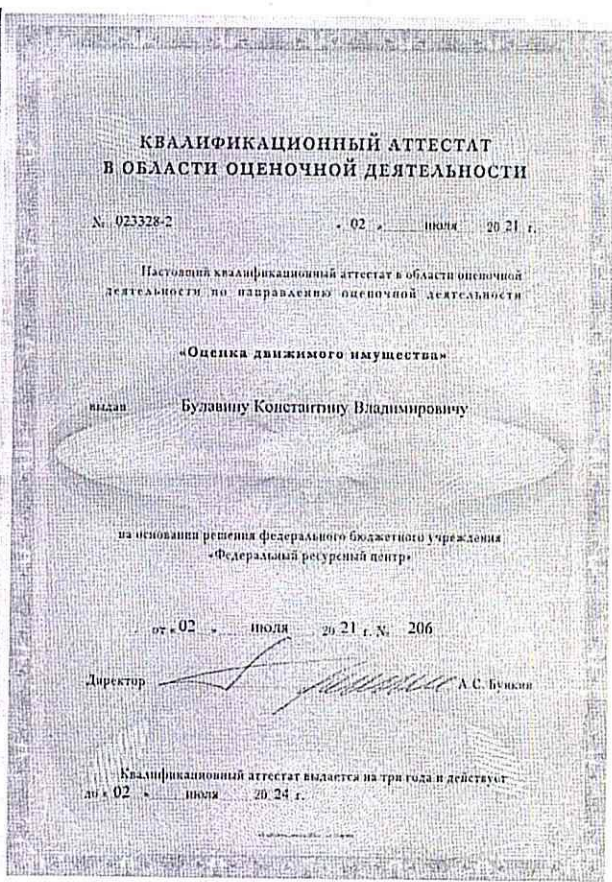 КВАЛИФИКАЦИОННЫЙ АТТЕСТАТ
В ОБЛАСТИ ОЦЕНОЧНОЙ ДЕЯТЕЛЬНОСТИ
№ 023328-2 « 02 » июля 20 21 г.
Настоящий квалификационный аттестат в области оценочной
деятельности по направлению оценочной деятельности
«Оценка движимого имущества»
выдан Булавину Константину Владимировичу
на основании решения федерального бюджетного учреждения
«Федеральный ресурсный центр»
от « 02 » июля 20 21 г. № 206
Директор А.С. Бункин
Квалификационный аттестат выдается на три года и действует
до « 02 » июля 20 24 г.